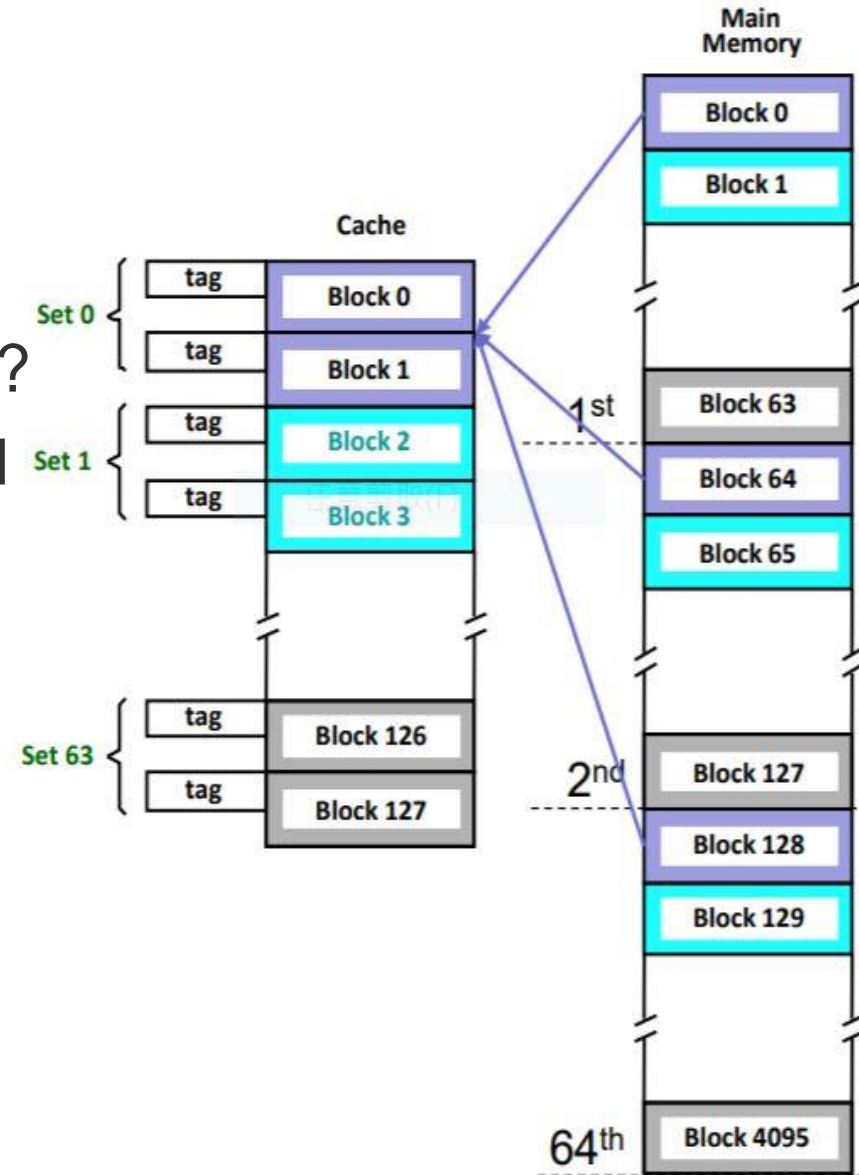 Main
Memory
Block 0
Block 1
Cache
Set 0
tag
Block 0
tag
Block 1
?
Set 1
tag
Block 2
tag
Block 3
1st
Block 63
Block 64
Block 65
Set 63
tag
Block 126
tag
Block 127
2nd
Block 127
Block 128
Block 129
64th
Block 4095